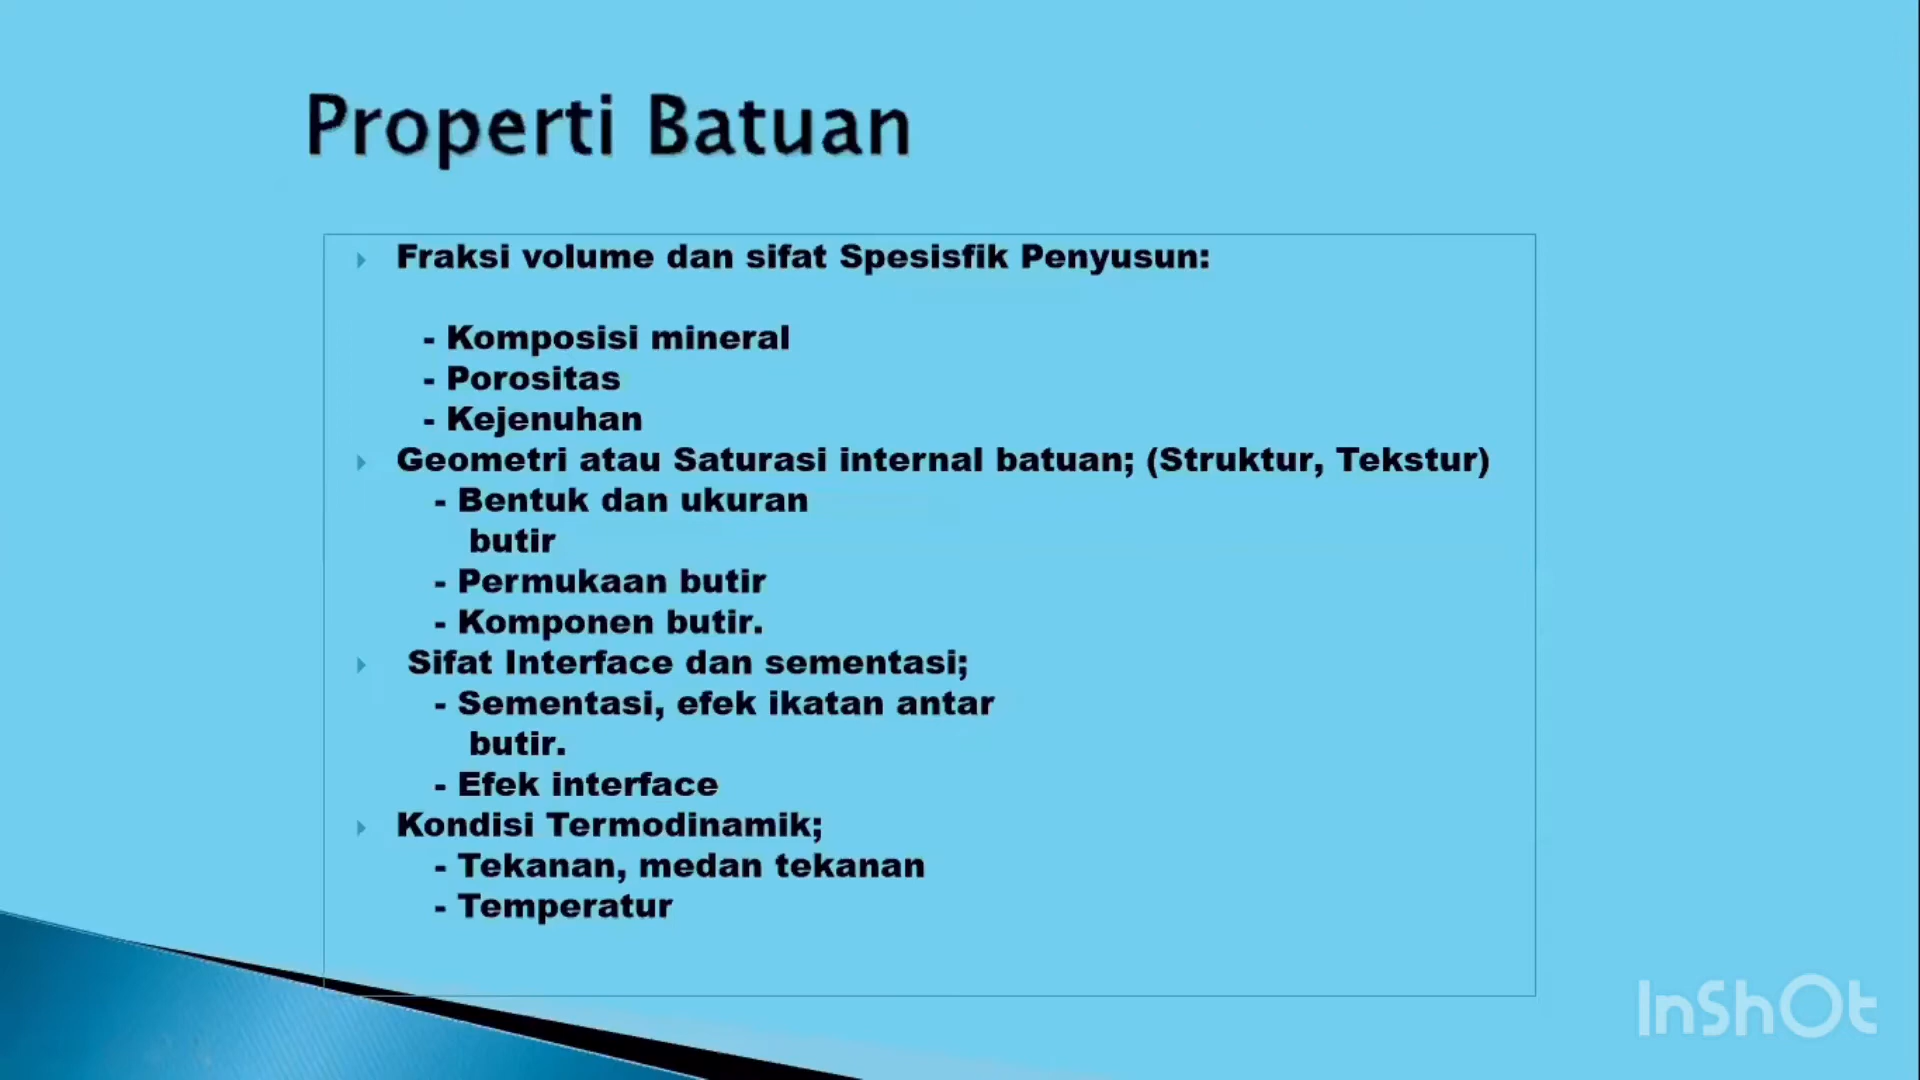 Properti Batuan
Fraksi volume dan sifat Spesisfik Penyusun:
- Komposisi mineral
- Porositas
- Kejenuhan
Geometri atau Saturasi internal batuan; (Struktur, Tekstur)
- Bentuk dan ukuran
butir
- Permukaan butir
- Komponen butir.
Sifat Interface dan sementasi;
- Sementasi, efek ikatan antar
butir.
- Efek interface
Kondisi Termodinamik;
- Tekanan, medan tekanan
- Temperatur
InShOt